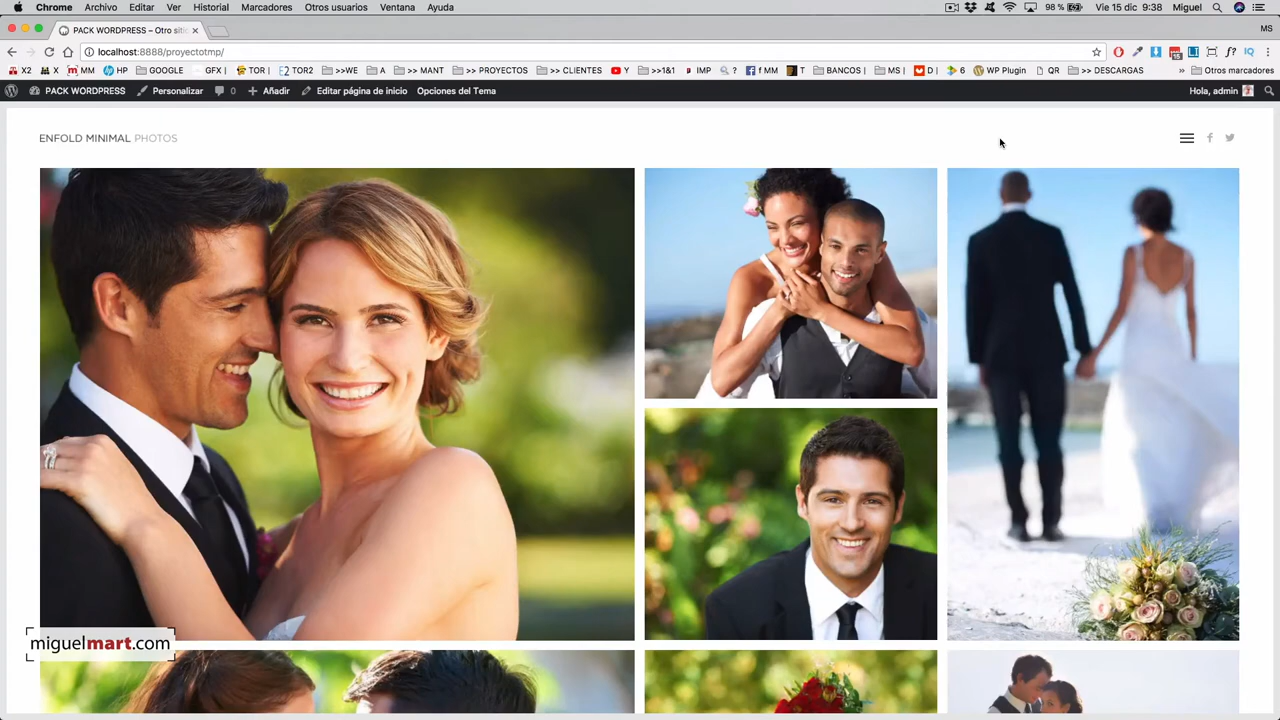 Chrome Archivo Editar Ver Historial Marcadores Otros usuarios Ventana Ayuda 98 % Vie 15 dic 9:38 Miguel
PACK WORDPRESS – Otro siti × MS
localhost:8888/proyectotmp/
X2 X MM HP GOOGLE GFX | TOR | TOR2 >>WE A >> MANT >> PROYECTOS >> CLIENTES Y >>1&1 IMP ? f MM T BANCOS | MS | D | 6 WP Plugin QR >> DESCARGAS » Otros marcadores
PACK WORDPRESS Personalizar 0 + Añadir Editar página de inicio Opciones del Tema Hola, admin
ENFOLD MINIMAL PHOTOS
miguelmart.com